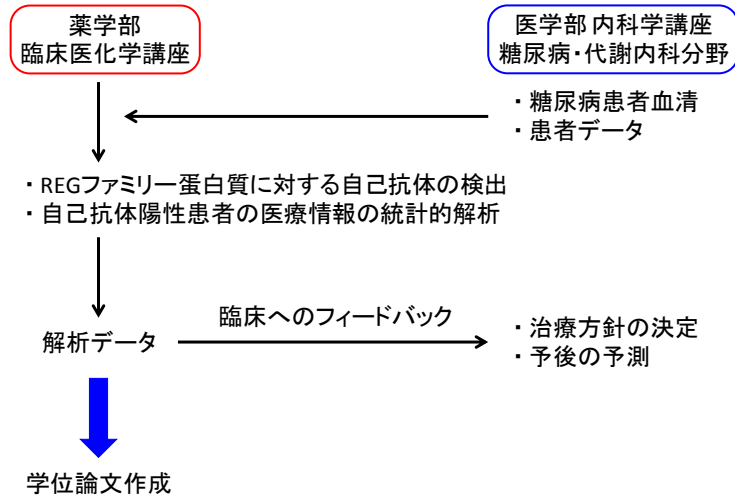 薬学部
臨床医化学講座
医学部 内科学講座
糖尿病・代謝内科分野
・糖尿病患者血清
・患者データ
・REGファミリー蛋白質に対する自己抗体の検出
・自己抗体陽性患者の医療情報の統計的解析
臨床へのフィードバック
解析データ
・治療方針の決定
・予後の予測
学位論文作成